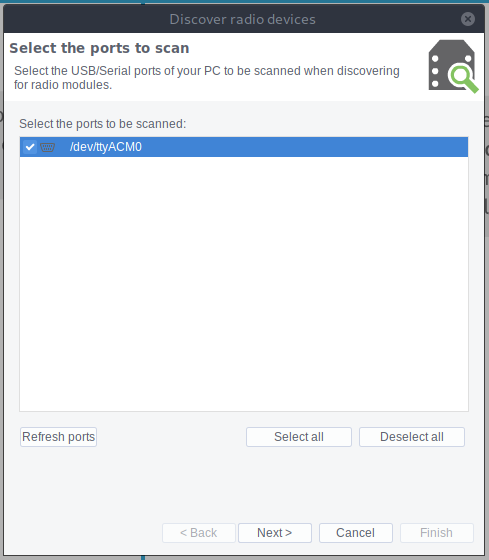 Discover radio devices
Select the ports to scan
Select the USB/Serial ports of your PC to be scanned when discovering
for radio modules.
Select the ports to be scanned:
/dev/ttyACM0
Refresh ports
Select all
Deselect all
< Back
Next >
Cancel
Finish